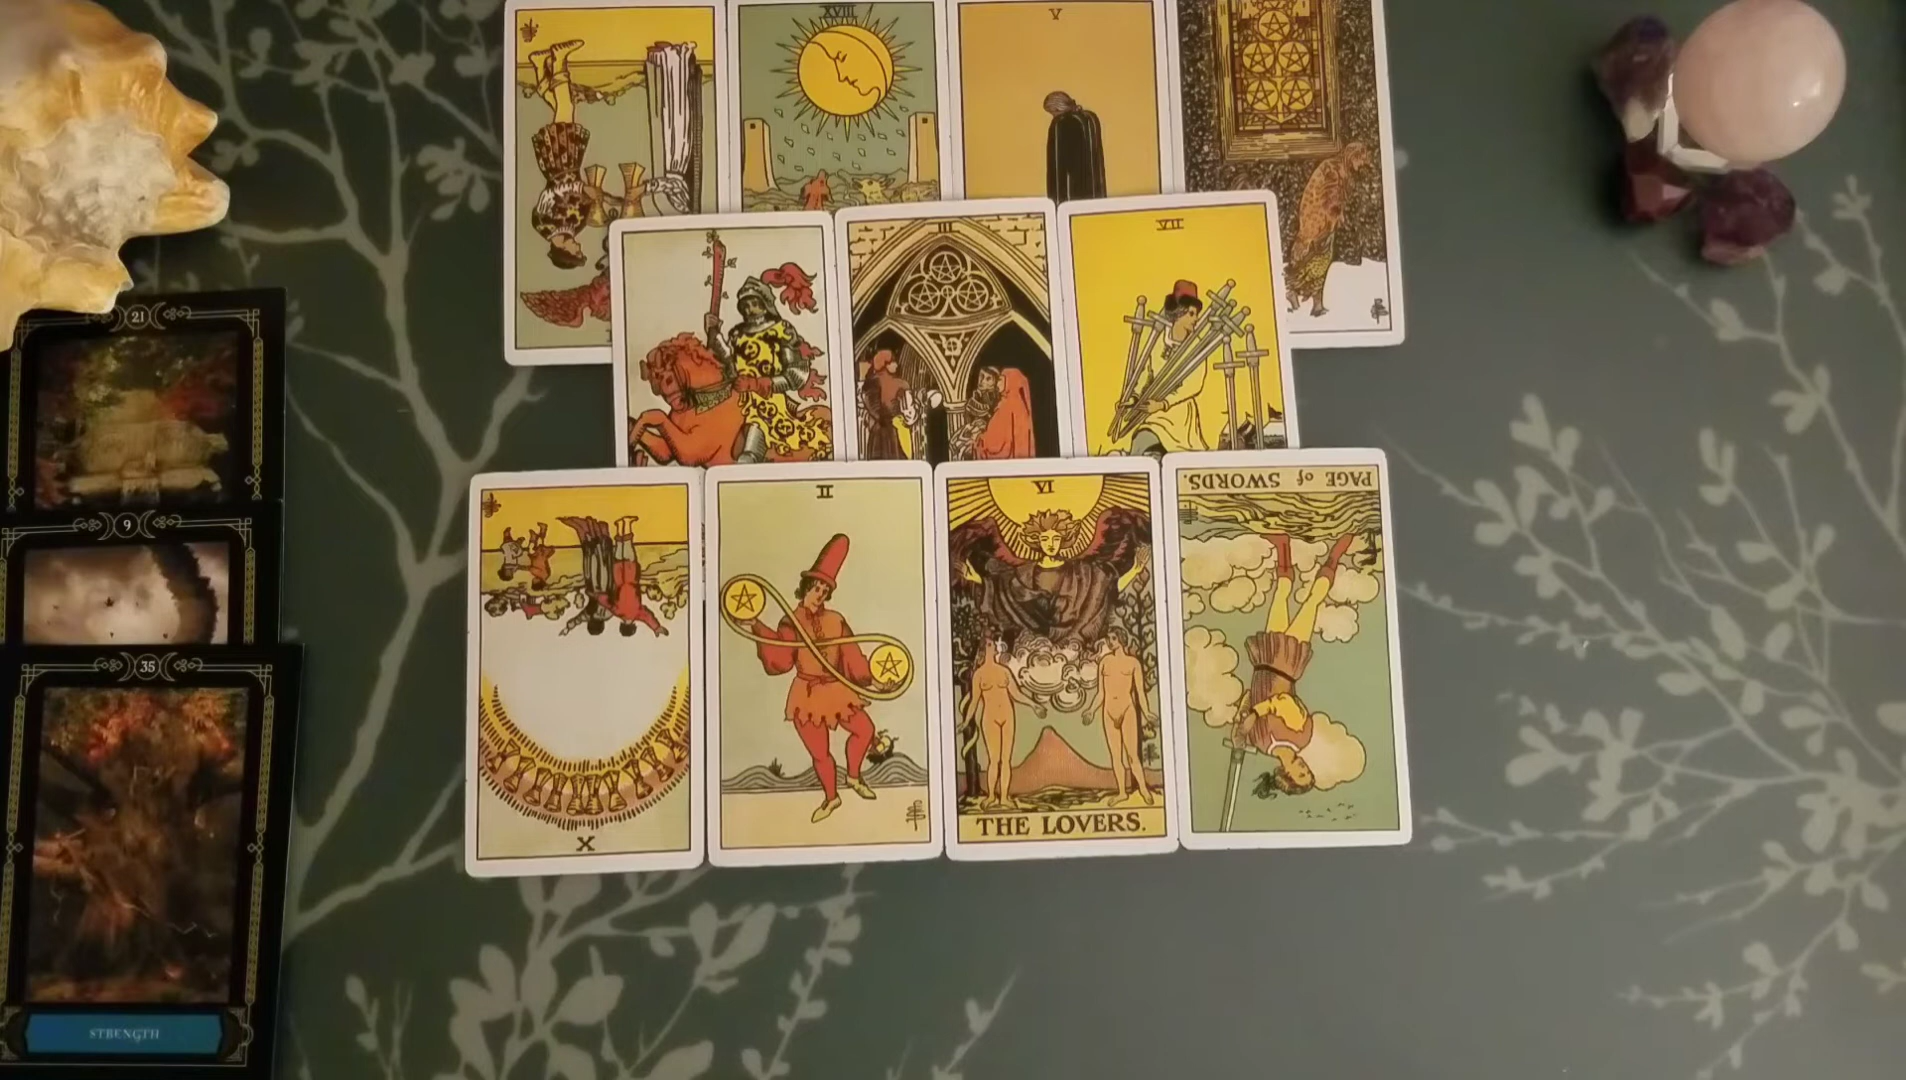 XVIII
V
III
VII
X
II
VI
THE LOVERS.
PAGE of SWORDS.
21
9
35
STRENGTH